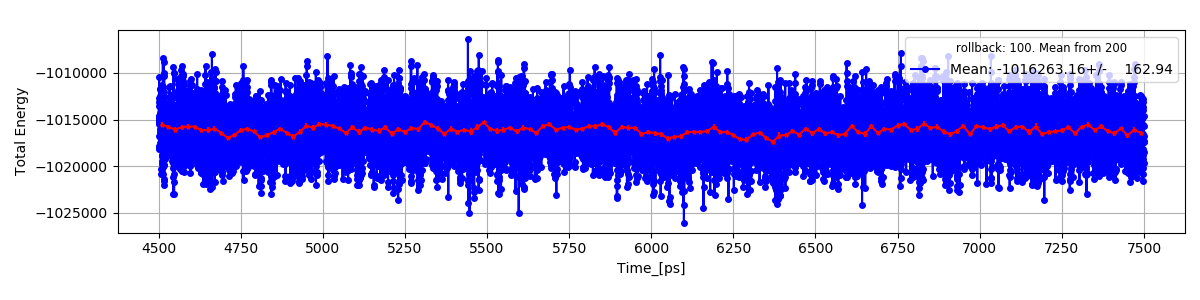 rollback: 100. Mean from 200
Mean: -1016263.16+/-    162.94
Total Energy
−1010000
−1015000
−1020000
−1025000
4500 4750 5000 5250 5500 5750 6000 6250 6500 6750 7000 7250 7500
Time_[ps]